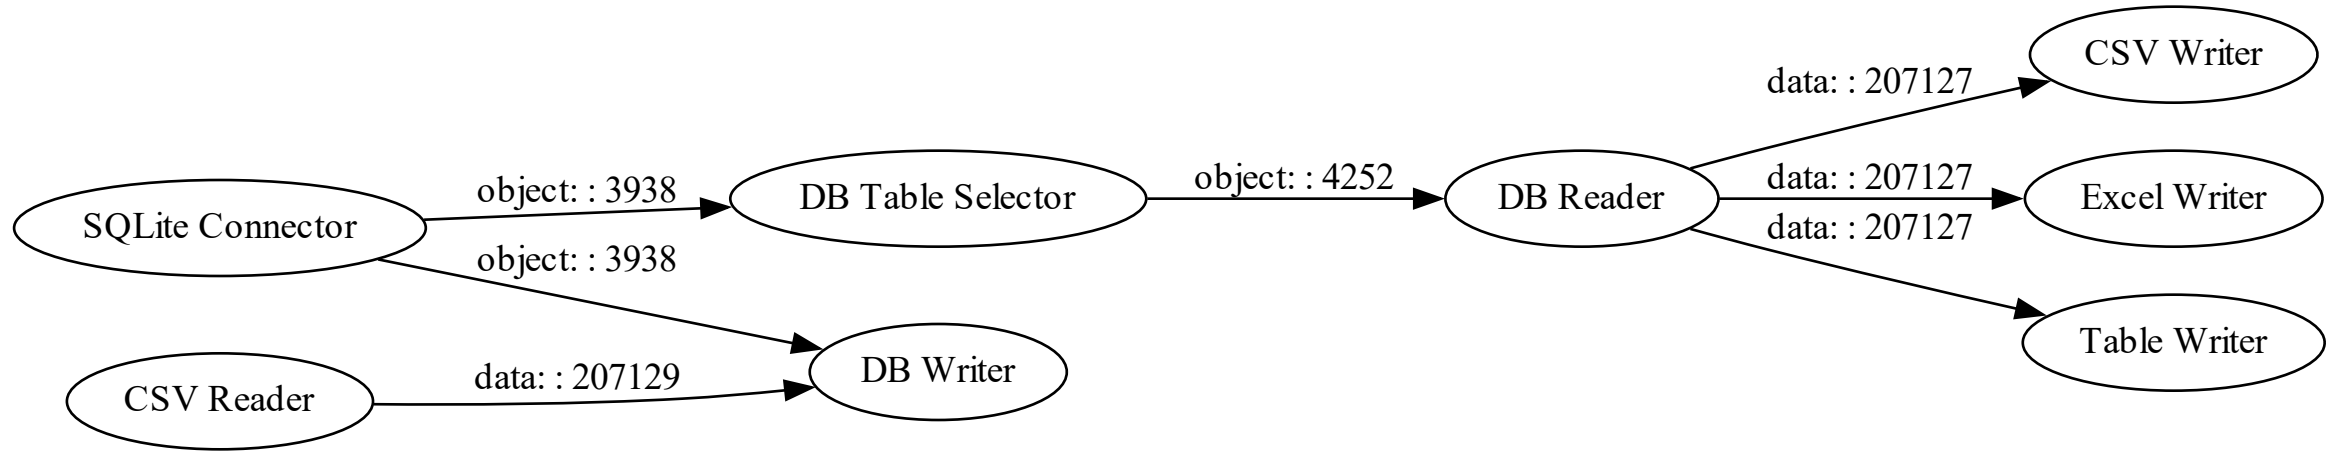 CSV Writer
data: : 207127
SQLite Connector
object: : 3938
DB Table Selector
object: : 4252
DB Reader
data: : 207127
Excel Writer
data: : 207127
object: : 3938
Table Writer
CSV Reader
data: : 207129
DB Writer